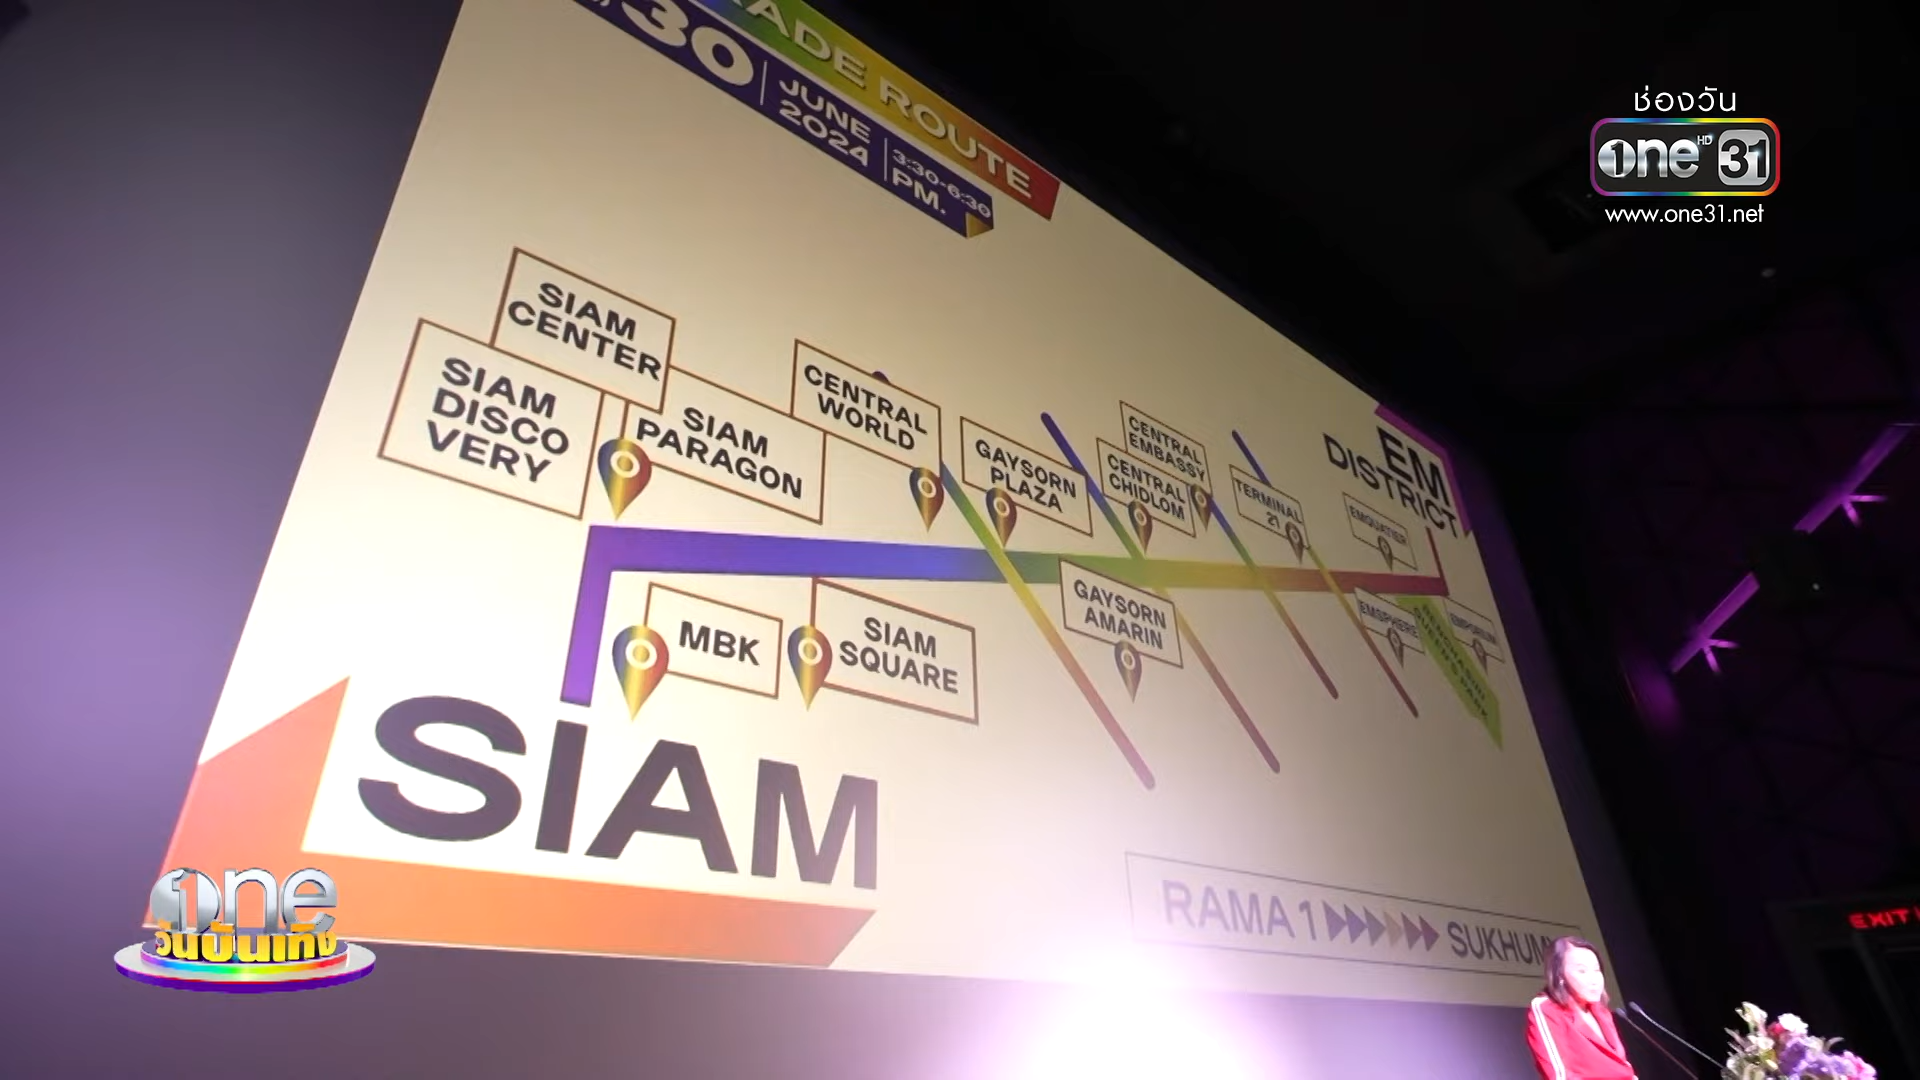 ADE ROUTE
30
JUNE
2024
3:30-6:30
PM.
ช่องวัน
one HD 31
www.one31.net
SIAM
CENTER
SIAM
DISCO
VERY
SIAM
PARAGON
CENTRAL
WORLD
GAYSORN
PLAZA
CENTRAL
EMBASSY
CENTRAL
CHIDLOM
TERMINAL
21
EM
DISTRICT
EMQUATIER
MBK
SIAM
SQUARE
GAYSORN
AMARIN
EMSPHERE
EMPORIUM
SIAM
RAMA 1
SUKHUM
one
วันบันเทิง
EXIT